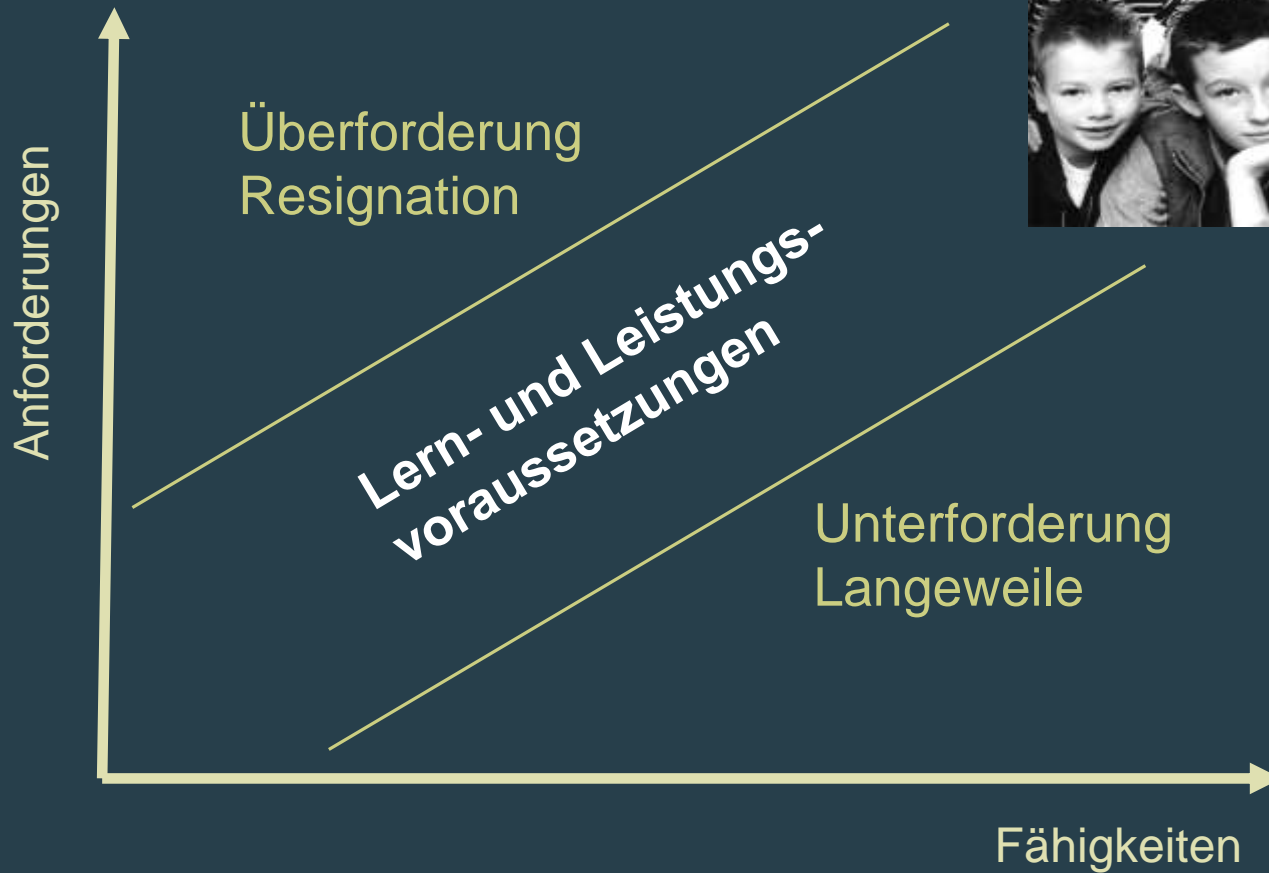 Anforderungen
Überforderung
Resignation
Lern- und Leistungs-
voraussetzungen
Unterforderung
Langeweile
Fähigkeiten